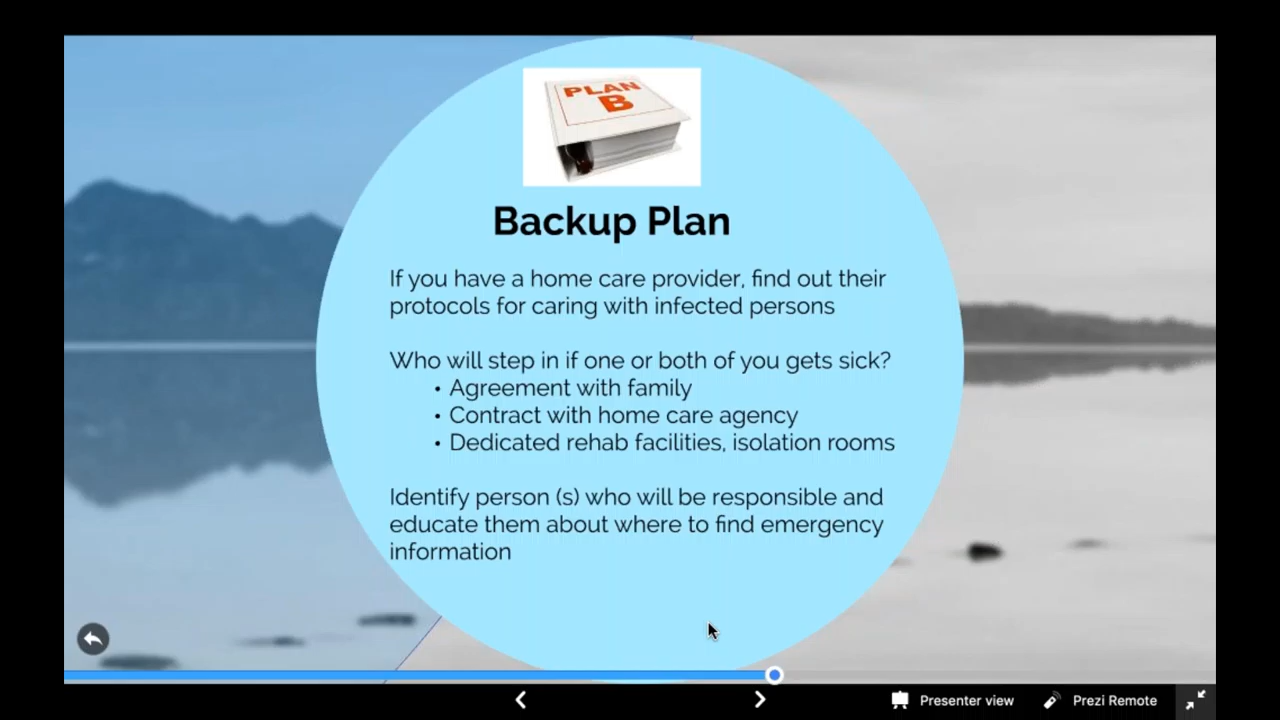 PLAN
B
Backup Plan
If you have a home care provider, find out their
protocols for caring with infected persons
Who will step in if one or both of you gets sick?
• Agreement with family
• Contract with home care agency
• Dedicated rehab facilities, isolation rooms
Identify person (s) who will be responsible and
educate them about where to find emergency
information
Presenter view
Prezi Remote